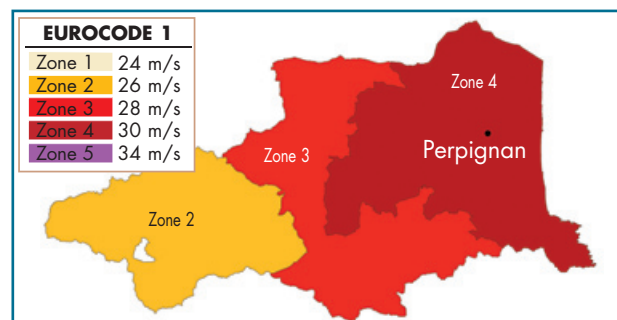 EUROCODE 1
Zone 1 24 m/s
Zone 2 26 m/s
Zone 3 28 m/s
Zone 4 30 m/s
Zone 5 34 m/s
Zone 4
Perpignan
Zone 3
Zone 2